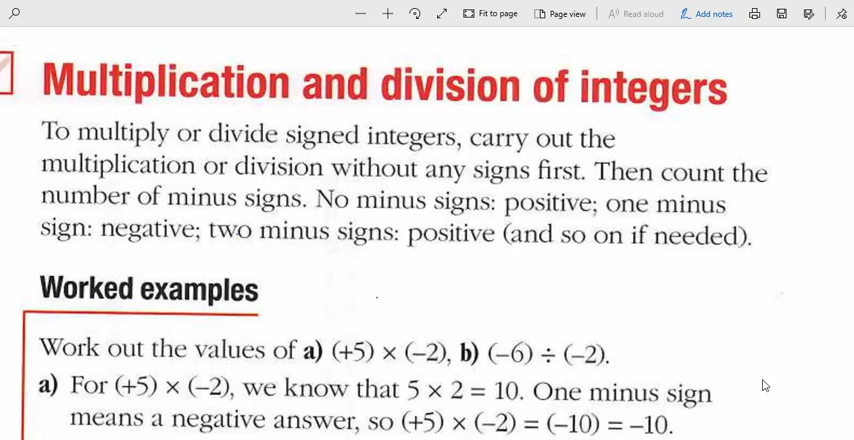 Fit to page Page view Read aloud Add notes
Multiplication and division of integers
To multiply or divide signed integers, carry out the
multiplication or division without any signs first. Then count the
number of minus signs. No minus signs: positive; one minus
sign: negative; two minus signs: positive (and so on if needed).
Worked examples
Work out the values of a) (+5) × (−2), b) (−6) ÷ (−2).
a) For (+5) × (−2), we know that 5 × 2 = 10. One minus sign
means a negative answer, so (+5) × (−2) = (−10) = −10.